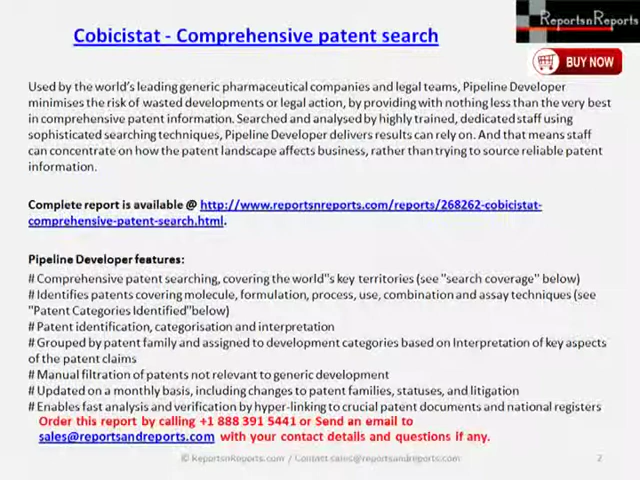 Cobicistat - Comprehensive patent search
ReportsnReports
BUY NOW
Used by the world's leading generic pharmaceutical companies and legal teams, Pipeline Developer
minimises the risk of wasted developments or legal action, by providing with nothing less than the very best
in comprehensive patent information. Searched and analysed by highly trained, dedicated staff using
sophisticated searching techniques, Pipeline Developer delivers results can rely on. And that means staff
can concentrate on how the patent landscape affects business, rather than trying to source reliable patent
information.
Complete report is available @ http://www.reportsnreports.com/reports/268262-cobicistat-
comprehensive-patent-search.html.
Pipeline Developer features:
# Comprehensive patent searching, covering the world"s key territories (see "search coverage" below)
# Identifies patents covering molecule, formulation, process, use, combination and assay techniques (see
"Patent Categories Identified"below)
# Patent identification, categorisation and interpretation
# Grouped by patent family and assigned to development categories based on Interpretation of key aspects
of the patent claims
# Manual filtration of patents not relevant to generic development
# Updated on a monthly basis, including changes to patent families, statuses, and litigation
# Enables fast analysis and verification by hyper-linking to crucial patent documents and national registers
Order this report by calling +1 888 391 5441 or Send an email to
sales@reportsandreports.com with your contact details and questions if any.
© ReportsnReports.com / Contact sales@reportsandreports.com
2